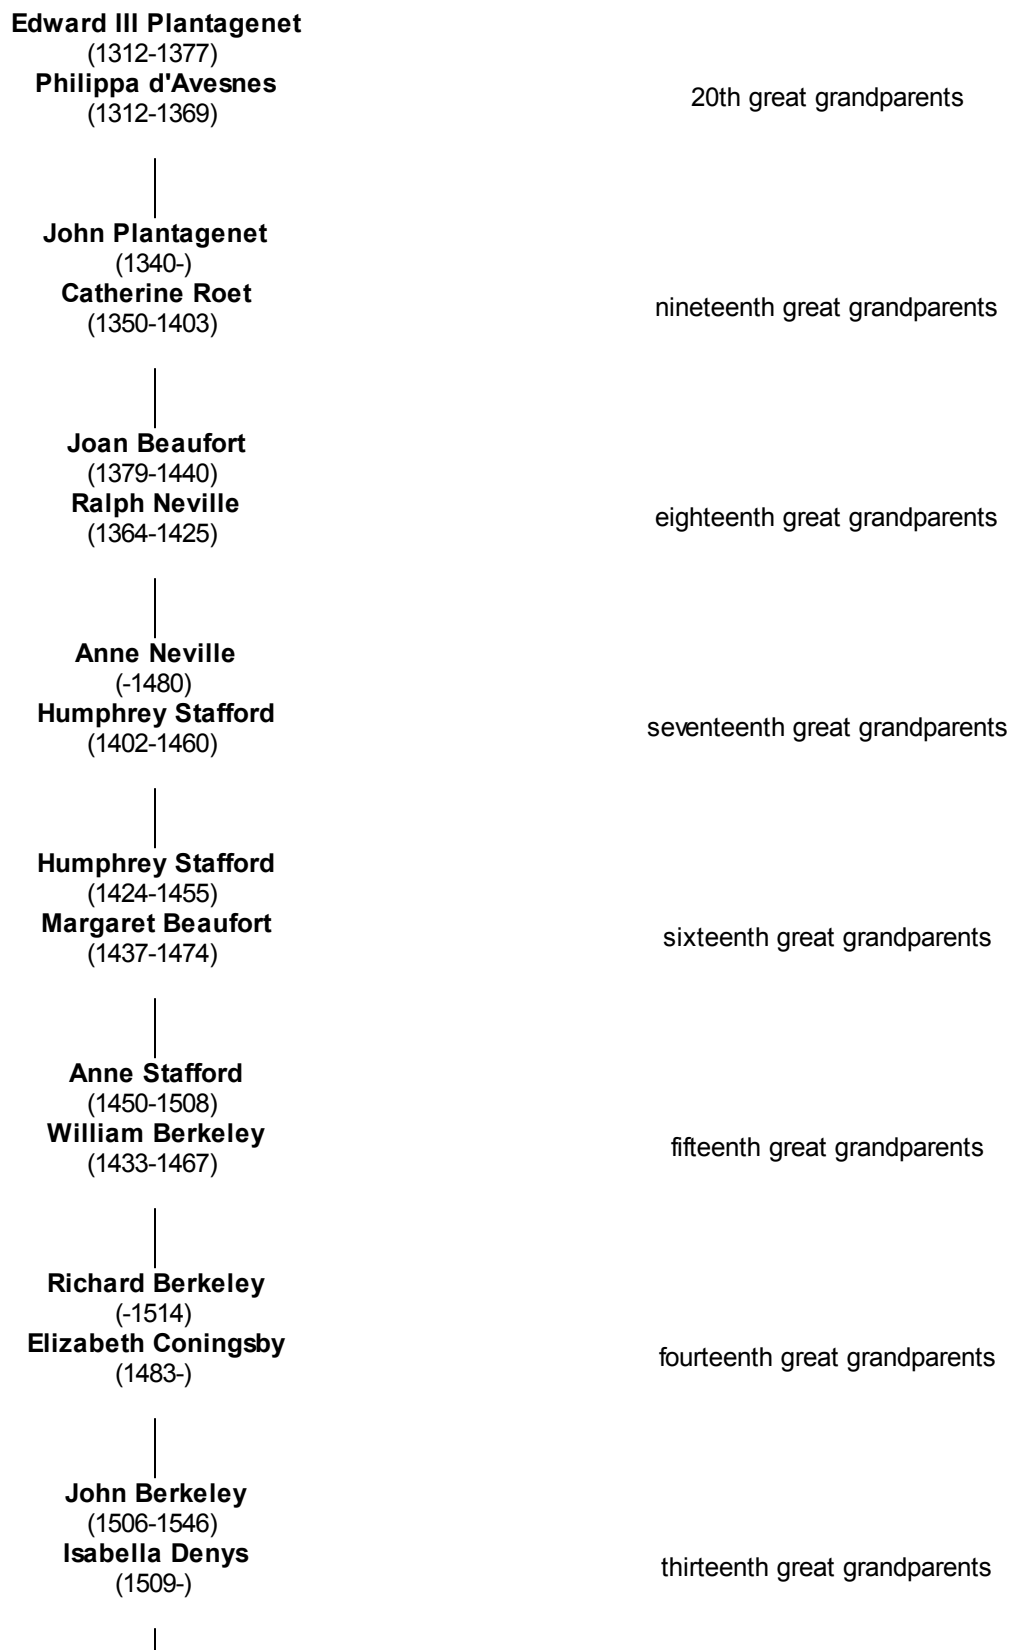 Edward III Plantagenet
(1312-1377)
Philippa d'Avesnes
(1312-1369)
20th great grandparents
John Plantagenet
(1340-)
Catherine Roet
(1350-1403)
nineteenth great grandparents
Joan Beaufort
(1379-1440)
Ralph Neville
(1364-1425)
eighteenth great grandparents
Anne Neville
(-1480)
Humphrey Stafford
(1402-1460)
seventeenth great grandparents
Humphrey Stafford
(1424-1455)
Margaret Beaufort
(1437-1474)
sixteenth great grandparents
Anne Stafford
(1450-1508)
William Berkeley
(1433-1467)
fifteenth great grandparents
Richard Berkeley
(-1514)
Elizabeth Coningsby
(1483-)
fourteenth great grandparents
John Berkeley
(1506-1546)
Isabella Denys
(1509-)
thirteenth great grandparents